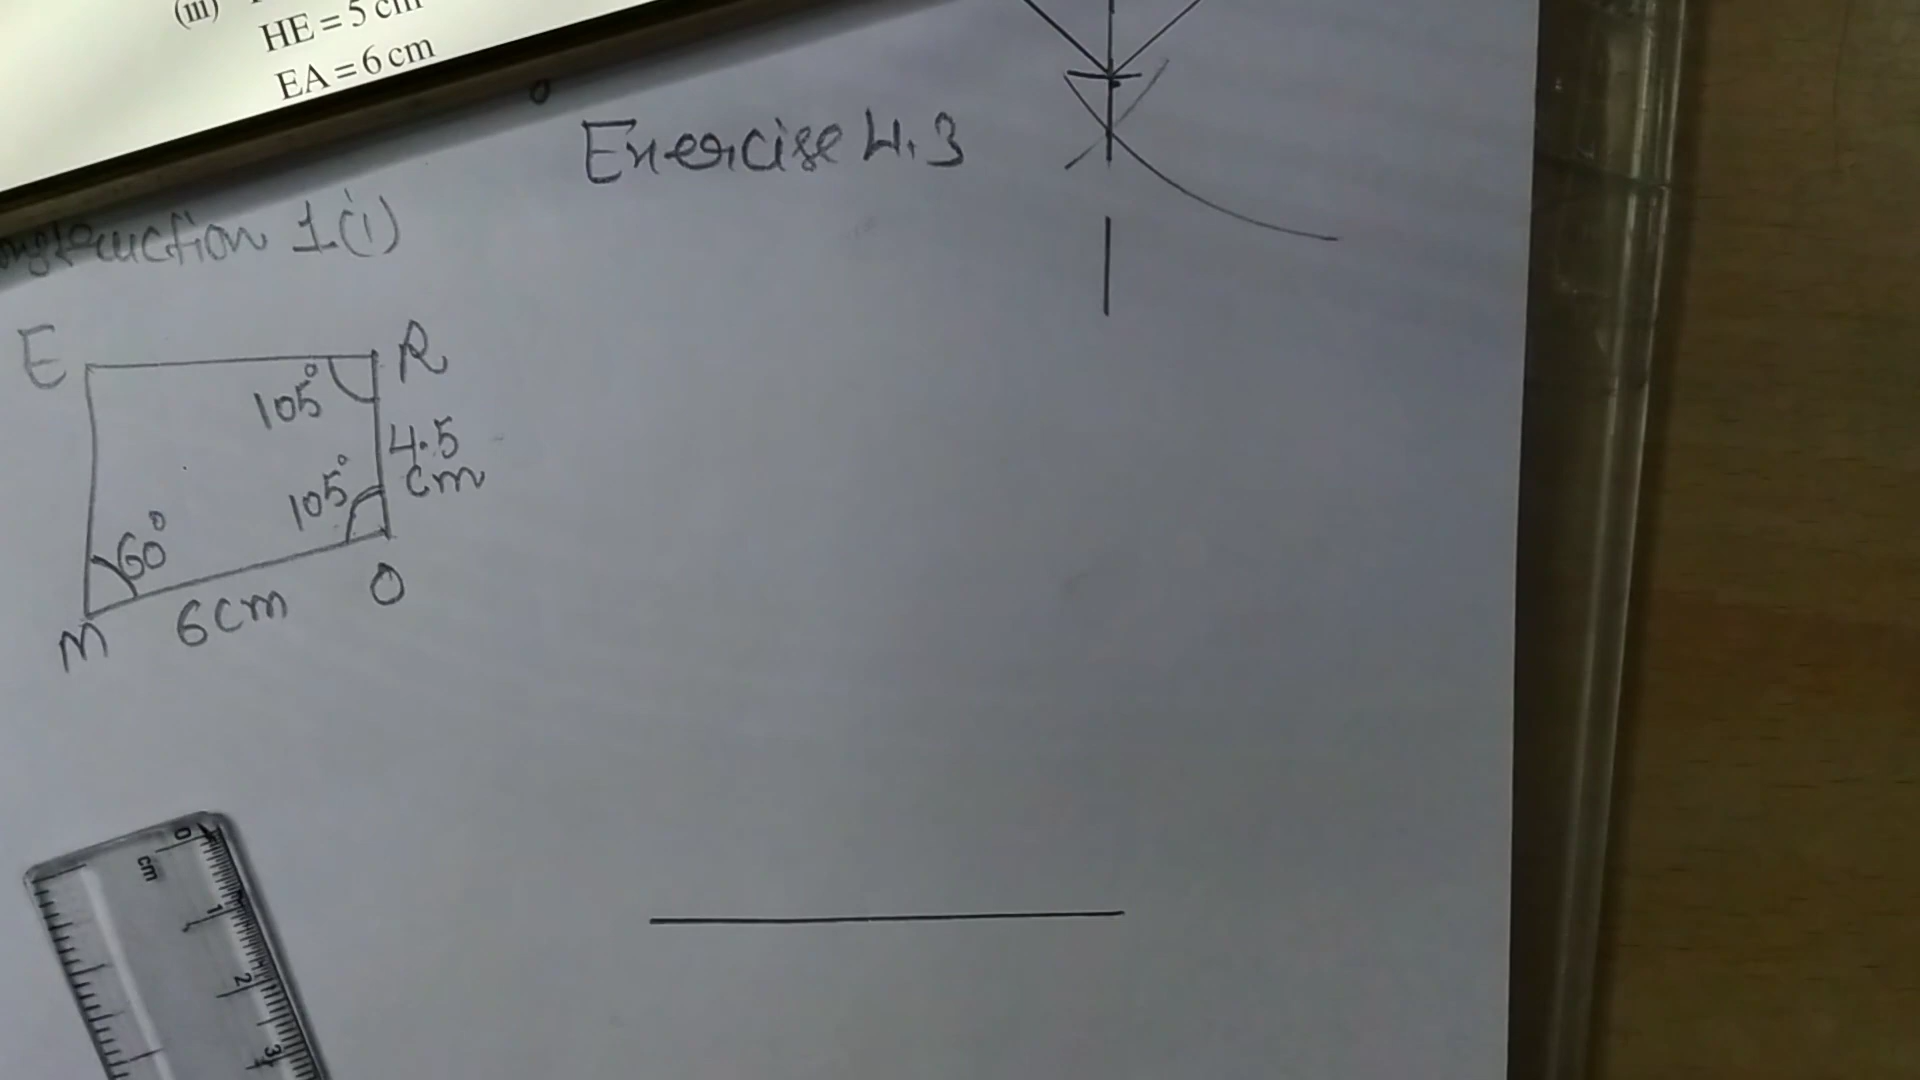 (iii)
HE = 5 cm
EA = 6 cm
Exercise 4.3
Construction 1(i)
E
R
105°
4.5
cm
105°
60°
6cm
O
M
0
cm
1
2
3